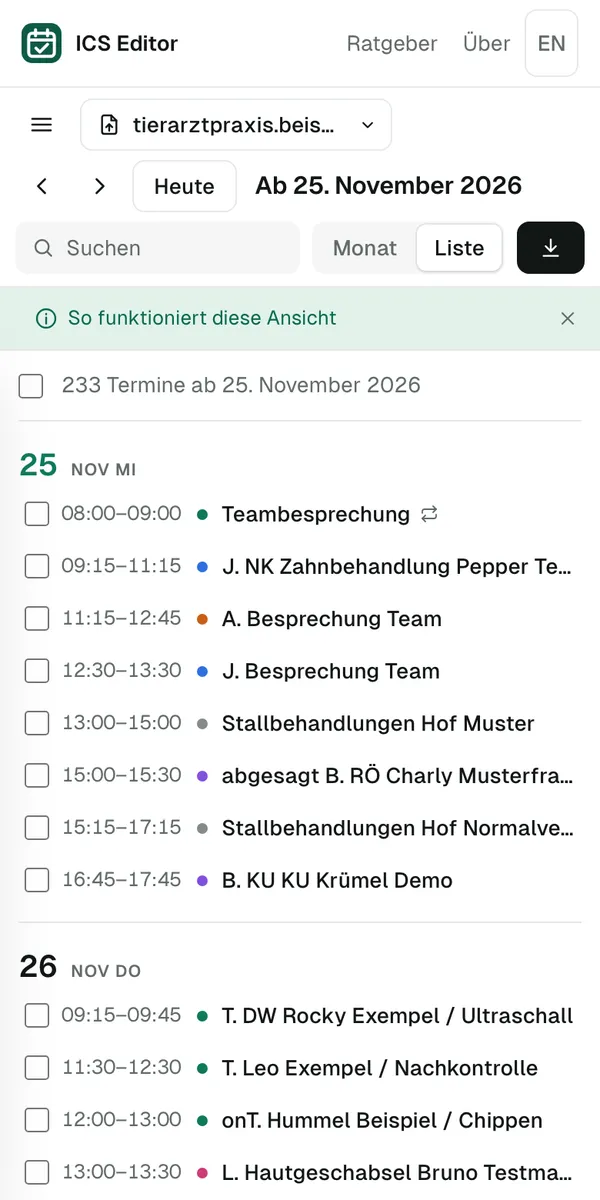 ICS Editor
Ratgeber
Über
EN
tierarztpraxis.beis...
Heute
Ab 25. November 2026
Suchen
Monat
Liste
So funktioniert diese Ansicht
233 Termine ab 25. November 2026
25 NOV MI
08:00–09:00 Teambesprechung
09:15–11:15 J. NK Zahnbehandlung Pepper Te...
11:15–12:45 A. Besprechung Team
12:30–13:30 J. Besprechung Team
13:00–15:00 Stallbehandlungen Hof Muster
15:00–15:30 abgesagt B. RÖ Charly Musterfra...
15:15–17:15 Stallbehandlungen Hof Normalve...
16:45–17:45 B. KU KU Krümel Demo
26 NOV DO
09:15–09:45 T. DW Rocky Exempel / Ultraschall
11:30–12:30 T. Leo Exempel / Nachkontrolle
12:00–13:00 onT. Hummel Beispiel / Chippen
13:00–13:30 L. Hautgeschabsel Bruno Testma...